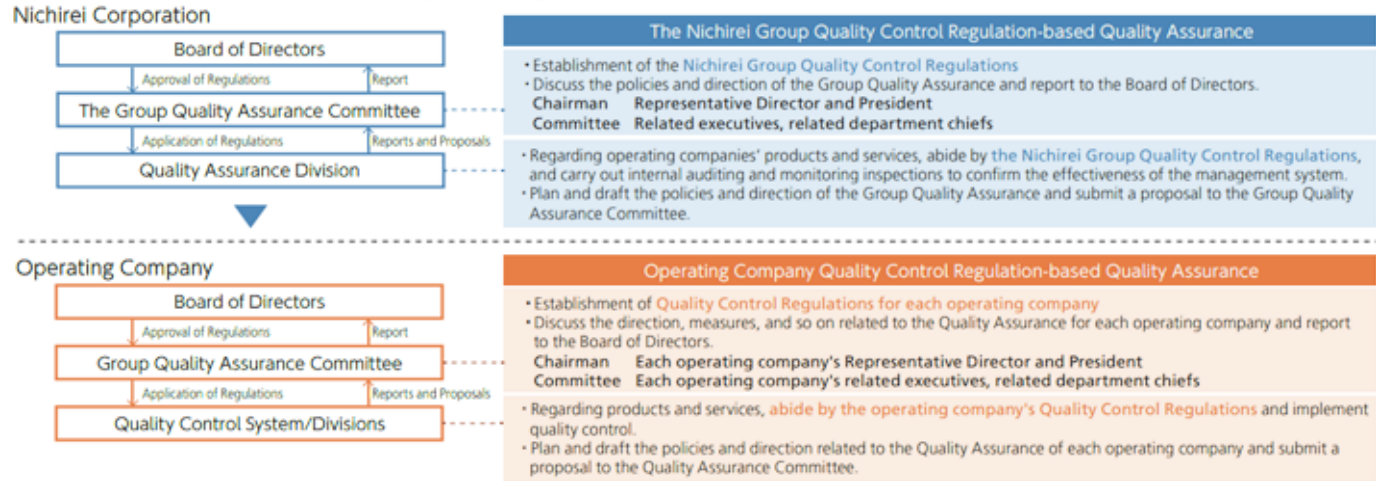 Nichirei Corporation
Board of Directors
Approval of Regulations
Report
The Group Quality Assurance Committee
Application of Regulations
Reports and Proposals
Quality Assurance Division
The Nichirei Group Quality Control Regulation-based Quality Assurance
・Establishment of the Nichirei Group Quality Control Regulations
・Discuss the policies and direction of the Group Quality Assurance and report to the Board of Directors.
Chairman Representative Director and President
Committee Related executives, related department chiefs
・Regarding operating companies' products and services, abide by the Nichirei Group Quality Control Regulations,
and carry out internal auditing and monitoring inspections to confirm the effectiveness of the management system.
・Plan and draft the policies and direction of the Group Quality Assurance and submit a proposal to the Group Quality
Assurance Committee.
Operating Company
Board of Directors
Approval of Regulations
Report
Group Quality Assurance Committee
Application of Regulations
Reports and Proposals
Quality Control System/Divisions
Operating Company Quality Control Regulation-based Quality Assurance
・Establishment of Quality Control Regulations for each operating company
・Discuss the direction, measures, and so on related to the Quality Assurance for each operating company and report
to the Board of Directors.
Chairman Each operating company's Representative Director and President
Committee Each operating company's related executives, related department chiefs
・Regarding products and services, abide by the operating company's Quality Control Regulations and implement
quality control.
・Plan and draft the policies and direction related to the Quality Assurance of each operating company and submit a
proposal to the Quality Assurance Committee.